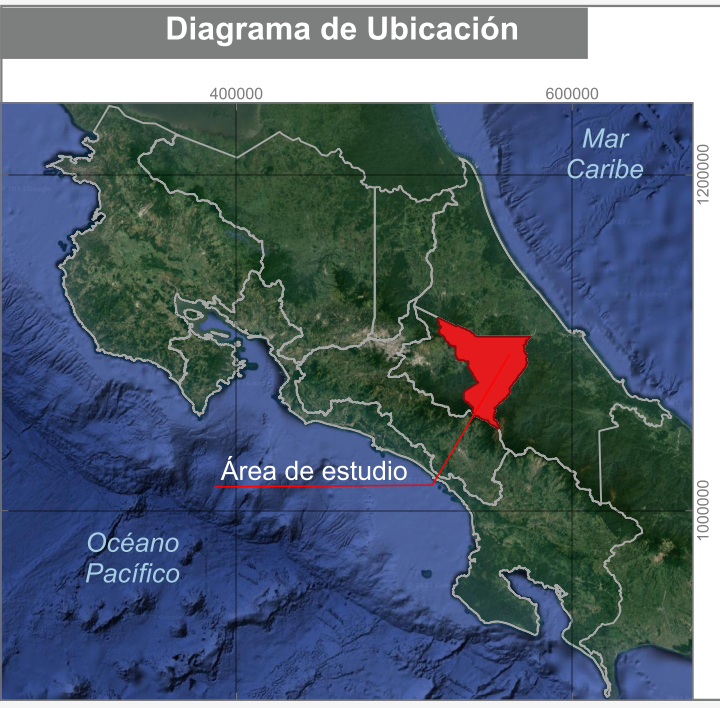 Diagrama de Ubicación
400000
600000
Mar
Caribe
1200000
Área de estudio
1000000
Océano
Pacífico